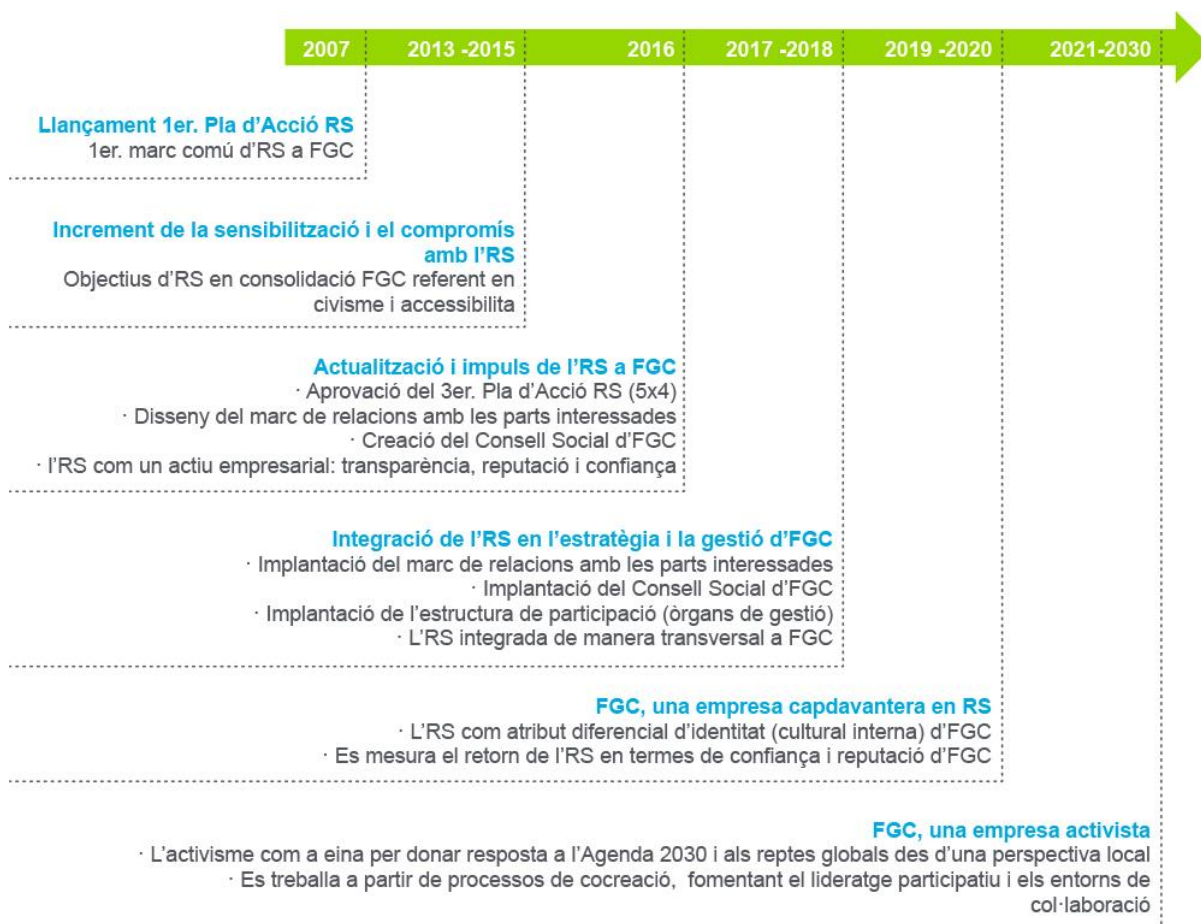 2007
2013 -2015
2016
2017 -2018
2019 -2020
2021-2030
Llançament 1er. Pla d'Acció RS
1er. marc comú d'RS a FGC
Increment de la sensibilització i el compromís
amb l'RS
Objectius d'RS en consolidació FGC referent en
civisme i accessibilita
Actualització i impuls de l'RS a FGC
· Aprovació del 3er. Pla d'Acció RS (5x4)
· Disseny del marc de relacions amb les parts interessades
· Creació del Consell Social d'FGC
· l'RS com un actiu empresarial: transparència, reputació i confiança
Integració de l'RS en l'estratègia i la gestió d'FGC
· Implantació del marc de relacions amb les parts interessades
· Implantació del Consell Social d'FGC
· Implantació de l'estructura de participació (òrgans de gestió)
· L'RS integrada de manera transversal a FGC
FGC, una empresa capdavantera en RS
· L'RS com atribut diferencial d'identitat (cultural interna) d'FGC
· Es mesura el retorn de l'RS en termes de confiança i reputació d'FGC
FGC, una empresa activista
· L'activisme com a eina per donar resposta a l'Agenda 2030 i als reptes globals des d'una perspectiva local
· Es treballa a partir de processos de cocreació,  fomentant el lideratge participatiu i els entorns de
col·laboració